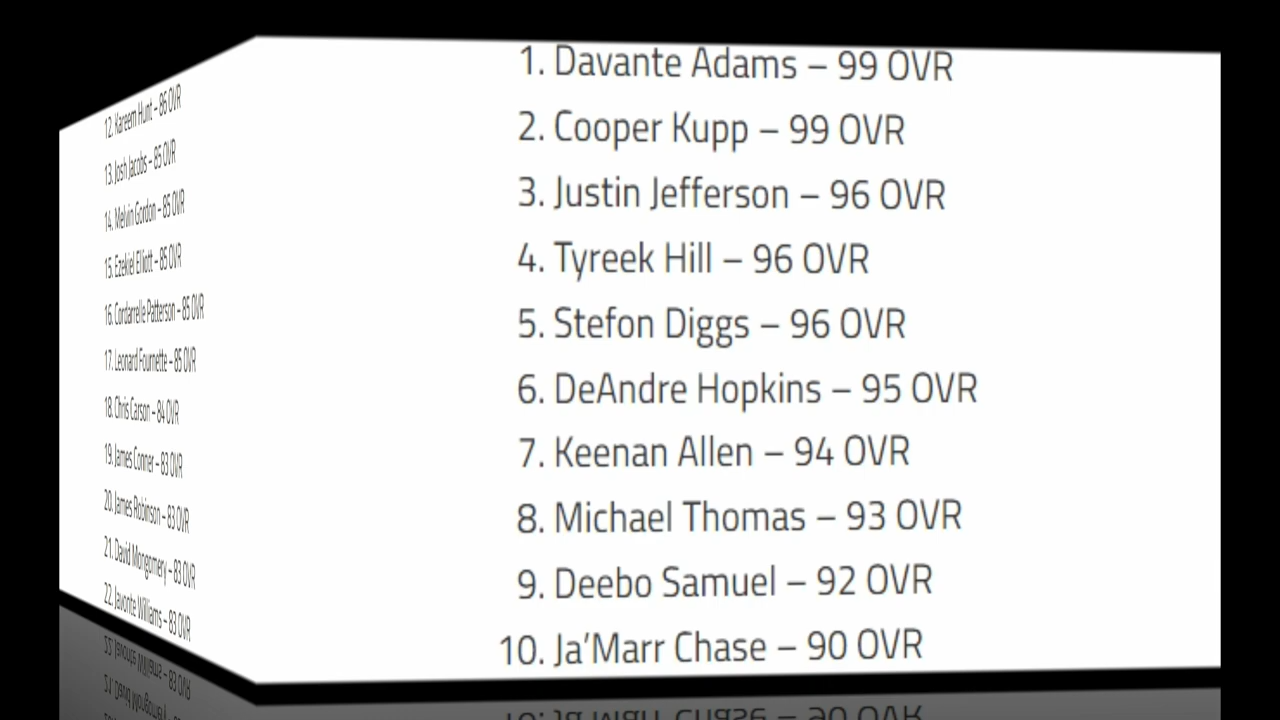 12. Kareem Hunt – 86 OVR
13. Josh Jacobs – 85 OVR
14. Melvin Gordon – 85 OVR
15. Ezekiel Elliott – 85 OVR
16. Cordarrelle Patterson – 85 OVR
17. Leonard Fournette – 85 OVR
18. Chris Carson – 84 OVR
19. James Conner – 83 OVR
20. James Robinson – 83 OVR
21. David Montgomery – 83 OVR
22. Javonte Williams – 83 OVR
1. Davante Adams – 99 OVR
2. Cooper Kupp – 99 OVR
3. Justin Jefferson – 96 OVR
4. Tyreek Hill – 96 OVR
5. Stefon Diggs – 96 OVR
6. DeAndre Hopkins – 95 OVR
7. Keenan Allen – 94 OVR
8. Michael Thomas – 93 OVR
9. Deebo Samuel – 92 OVR
10. Ja’Marr Chase – 90 OVR